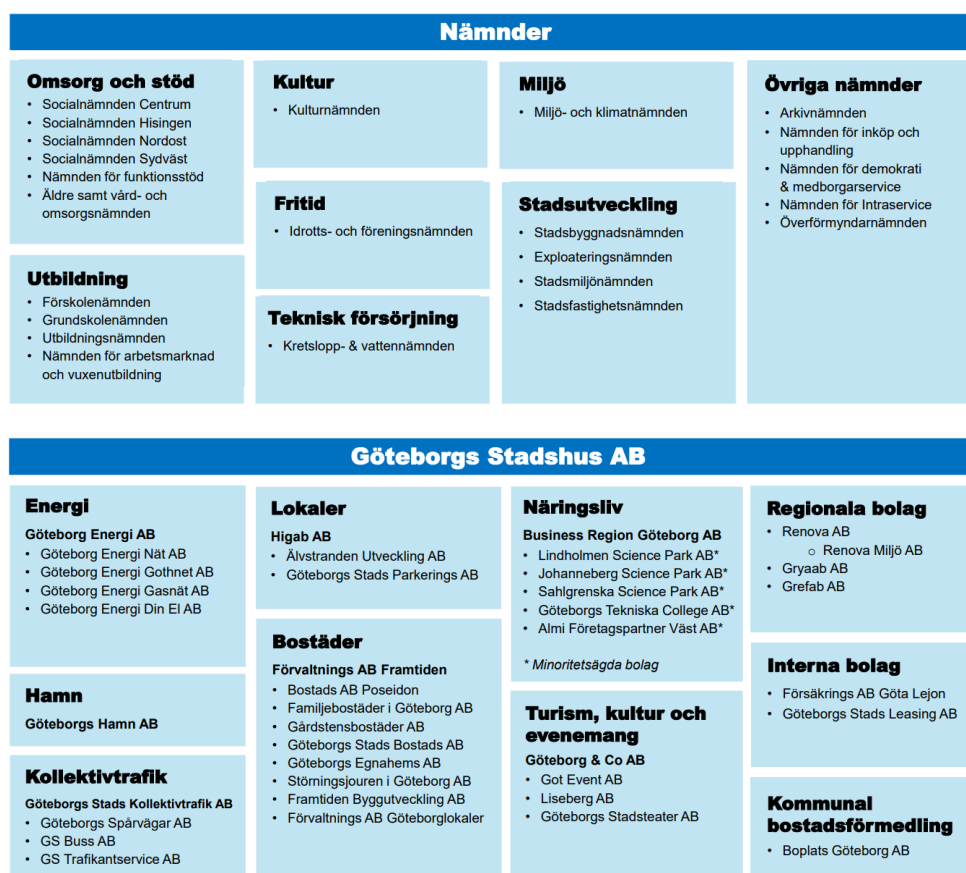 Nämnder
Omsorg och stöd
• Socialnämnden Centrum
• Socialnämnden Hisingen
• Socialnämnden Nordost
• Socialnämnden Sydväst
• Nämnden för funktionsstöd
• Äldre samt vård- och
omsorgsnämnden
Utbildning
• Förskolenämnden
• Grundskolenämnden
• Utbildningsnämnden
• Nämnden för arbetsmarknad
och vuxenutbildning
Kultur
• Kulturnämnden
Fritid
• Idrotts- och föreningsnämnden
Teknisk försörjning
• Kretslopp- & vattennämnden
Miljö
• Miljö- och klimatnämnden
Stadsutveckling
• Stadsbyggnadsnämnden
• Exploateringsnämnden
• Stadsmiljönämnden
• Stadsfastighetsnämnden
Övriga nämnder
• Arkivnämnden
• Nämnden för inköp och
upphandling
• Nämnden för demokrati
& medborgarservice
• Nämnden för Intraservice
• Överförmyndarnämnden
Göteborgs Stadshus AB
Energi
Göteborg Energi AB
• Göteborg Energi Nät AB
• Göteborg Energi Gothnet AB
• Göteborg Energi Gasnät AB
• Göteborg Energi Din El AB
Hamn
Göteborgs Hamn AB
Kollektivtrafik
Göteborgs Stads Kollektivtrafik AB
• Göteborgs Spårvägar AB
• GS Buss AB
• GS Trafikantservice AB
Lokaler
Higab AB
• Älvstranden Utveckling AB
• Göteborgs Stads Parkerings AB
Bostäder
Förvaltnings AB Framtiden
• Bostads AB Poseidon
• Familjebostäder i Göteborg AB
• Gårdstensbostäder AB
• Göteborgs Stads Bostads AB
• Göteborgs Egnahems AB
• Störningsjouren i Göteborg AB
• Framtiden Byggutveckling AB
• Förvaltnings AB Göteborglokaler
Näringsliv
Business Region Göteborg AB
• Lindholmen Science Park AB*
• Johanneberg Science Park AB*
• Sahlgrenska Science Park AB*
• Göteborgs Tekniska College AB*
• Almi Företagspartner Väst AB*
* Minoritetsägda bolag
Turism, kultur och
evenemang
Göteborg & Co AB
• Got Event AB
• Liseberg AB
• Göteborgs Stadsteater AB
Regionala bolag
• Renova AB
o Renova Miljö AB
• Gryaab AB
• Grefab AB
Interna bolag
• Försäkrings AB Göta Lejon
• Göteborgs Stads Leasing AB
Kommunal
bostadsförmedling
• Boplats Göteborg AB